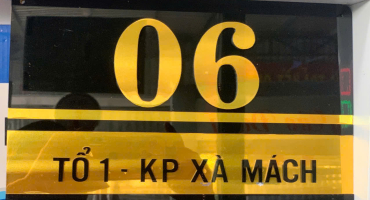 06
TỔ 1 - KP XÀ MÁCH